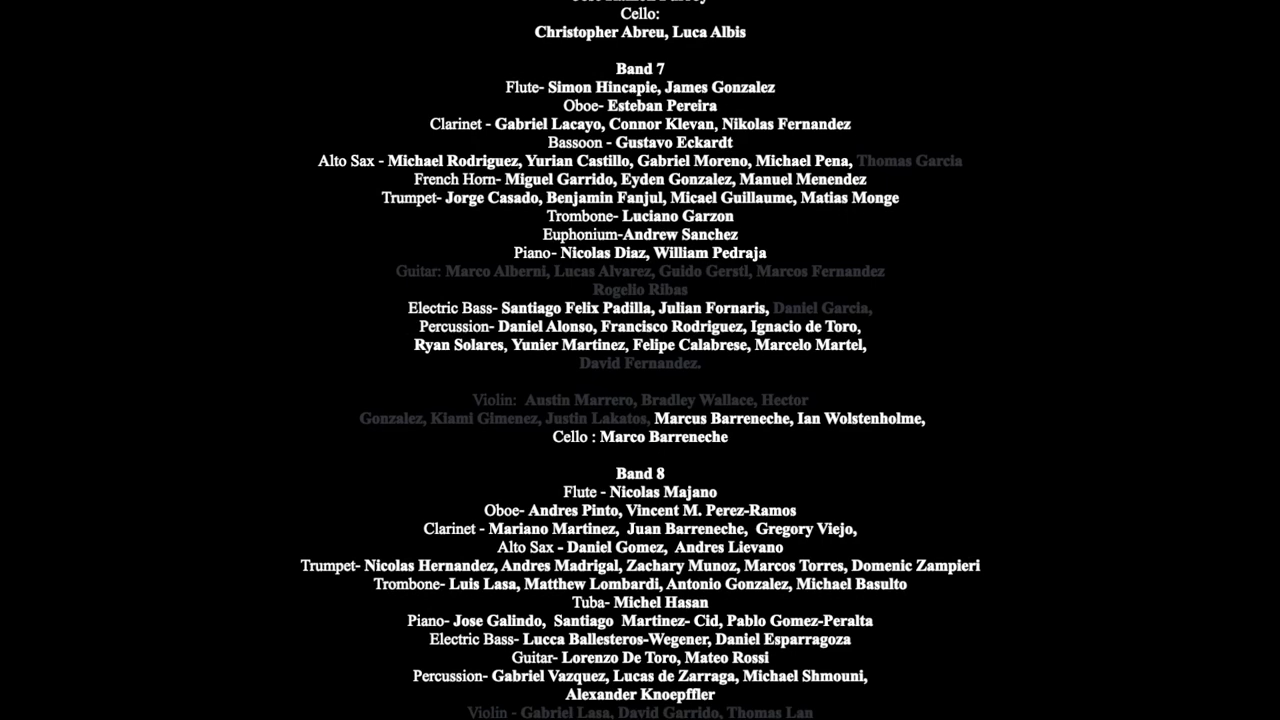 Cello:
Christopher Abreu, Luca Albis
Band 7
Flute- Simon Hincapie, James Gonzalez
Oboe- Esteban Pereira
Clarinet - Gabriel Lacayo, Connor Klevan, Nikolas Fernandez
Bassoon - Gustavo Eckardt
Alto Sax - Michael Rodriguez, Yurian Castillo, Gabriel Moreno, Michael Pena, Thomas Garcia
French Horn- Miguel Garrido, Eyden Gonzalez, Manuel Menendez
Trumpet- Jorge Casado, Benjamin Fanjul, Micael Guillaume, Matias Monge
Trombone- Luciano Garzon
Euphonium-Andrew Sanchez
Piano- Nicolas Diaz, William Pedraja
Guitar: Marco Alberni, Lucas Alvarez, Guido Gerstl, Marcos Fernandez
Rogelio Ribas
Electric Bass- Santiago Felix Padilla, Julian Fornaris, Daniel Garcia,
Percussion- Daniel Alonso, Francisco Rodriguez, Ignacio de Toro,
Ryan Solares, Yunier Martinez, Felipe Calabrese, Marcelo Martel,
David Fernandez.
Violin: Austin Marrero, Bradley Wallace, Hector
Gonzalez, Kiami Gimenez, Justin Lakatos, Marcus Barreneche, Ian Wolstenholme,
Cello : Marco Barreneche
Band 8
Flute - Nicolas Majano
Oboe- Andres Pinto, Vincent M. Perez-Ramos
Clarinet - Mariano Martinez, Juan Barreneche, Gregory Viejo,
Alto Sax - Daniel Gomez, Andres Lievano
Trumpet- Nicolas Hernandez, Andres Madrigal, Zachary Munoz, Marcos Torres, Domenic Zampieri
Trombone- Luis Lasa, Matthew Lombardi, Antonio Gonzalez, Michael Basulto
Tuba- Michel Hasan
Piano- Jose Galindo, Santiago Martinez- Cid, Pablo Gomez-Peralta
Electric Bass- Lucca Ballesteros-Wegener, Daniel Esparragoza
Guitar- Lorenzo De Toro, Mateo Rossi
Percussion- Gabriel Vazquez, Lucas de Zarraga, Michael Shmouni,
Alexander Knoepffler
Violin - Gabriel Lasa, David Garrido, Thomas Lan